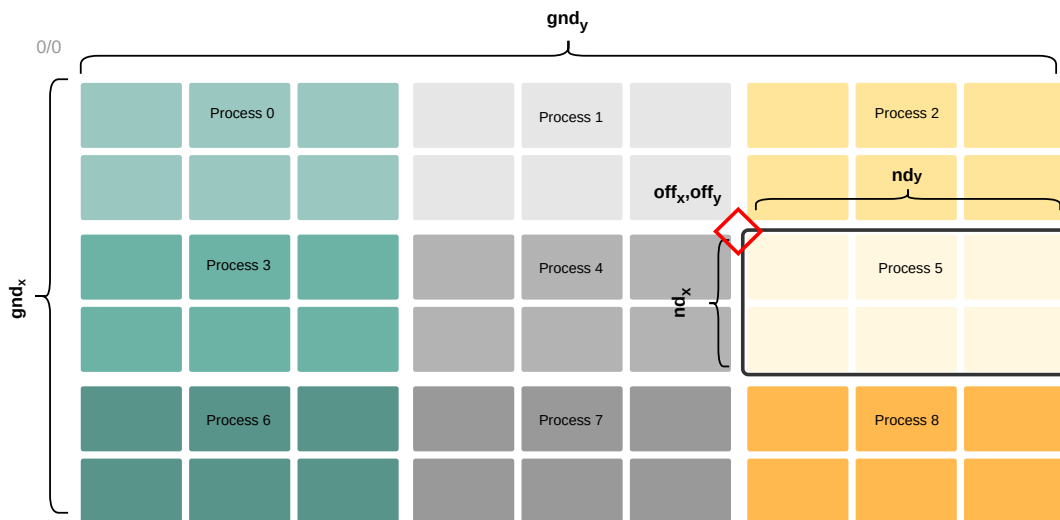 gndy
0/0
Process 0
Process 1
Process 2
offx,offy
ndy
gndx
Process 3
Process 4
Process 5
ndx
Process 6
Process 7
Process 8